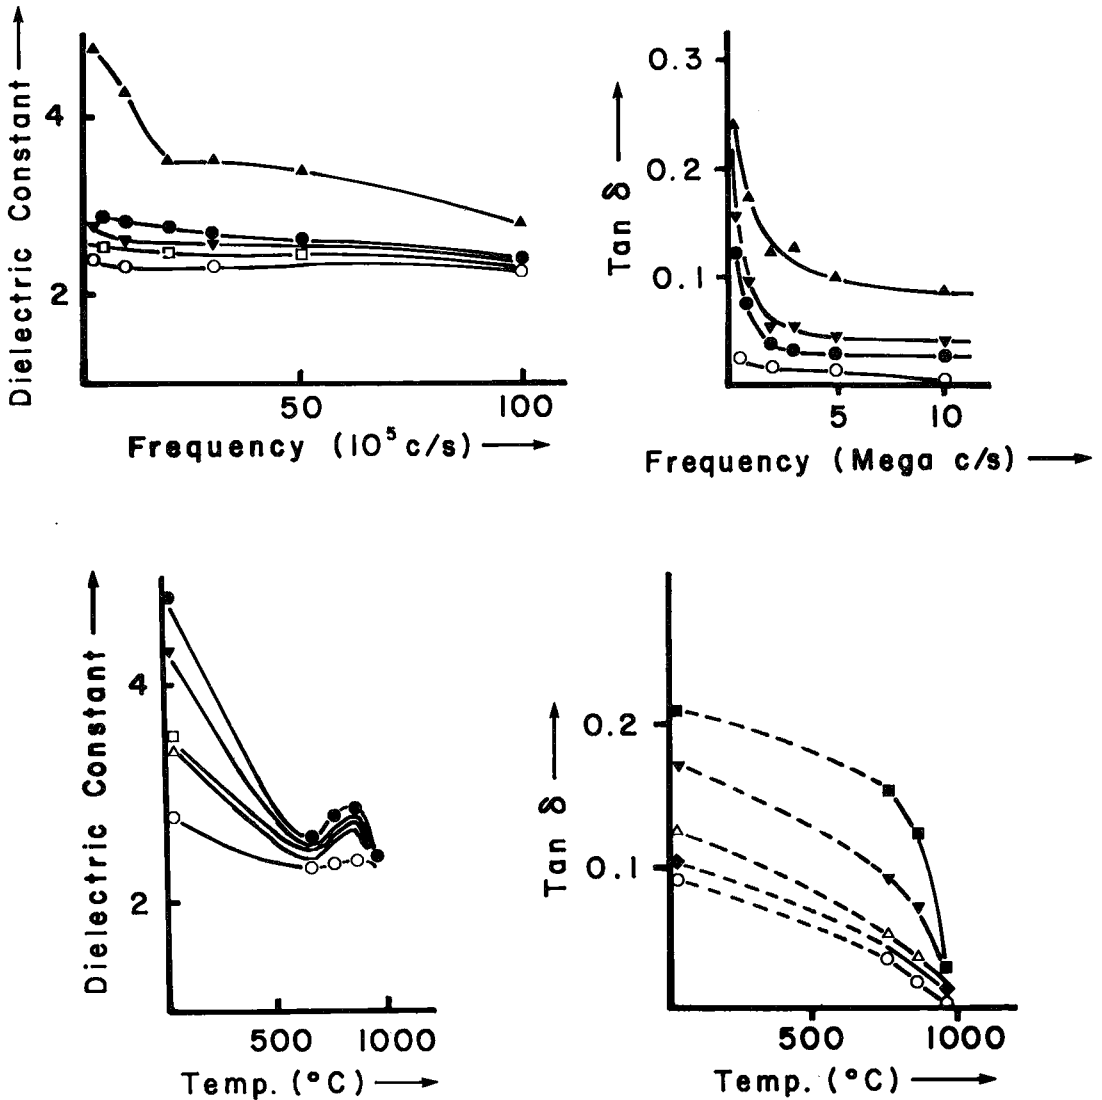 Dielectric Constant
4
2
50 100
Frequency (10⁵ c/s)
Tan δ
0.3
0.2
0.1
5 10
Frequency (Mega c/s)
Dielectric Constant
4
2
500 1000
Temp. (°C)
Tan δ
0.2
0.1
500 1000
Temp. (°C)